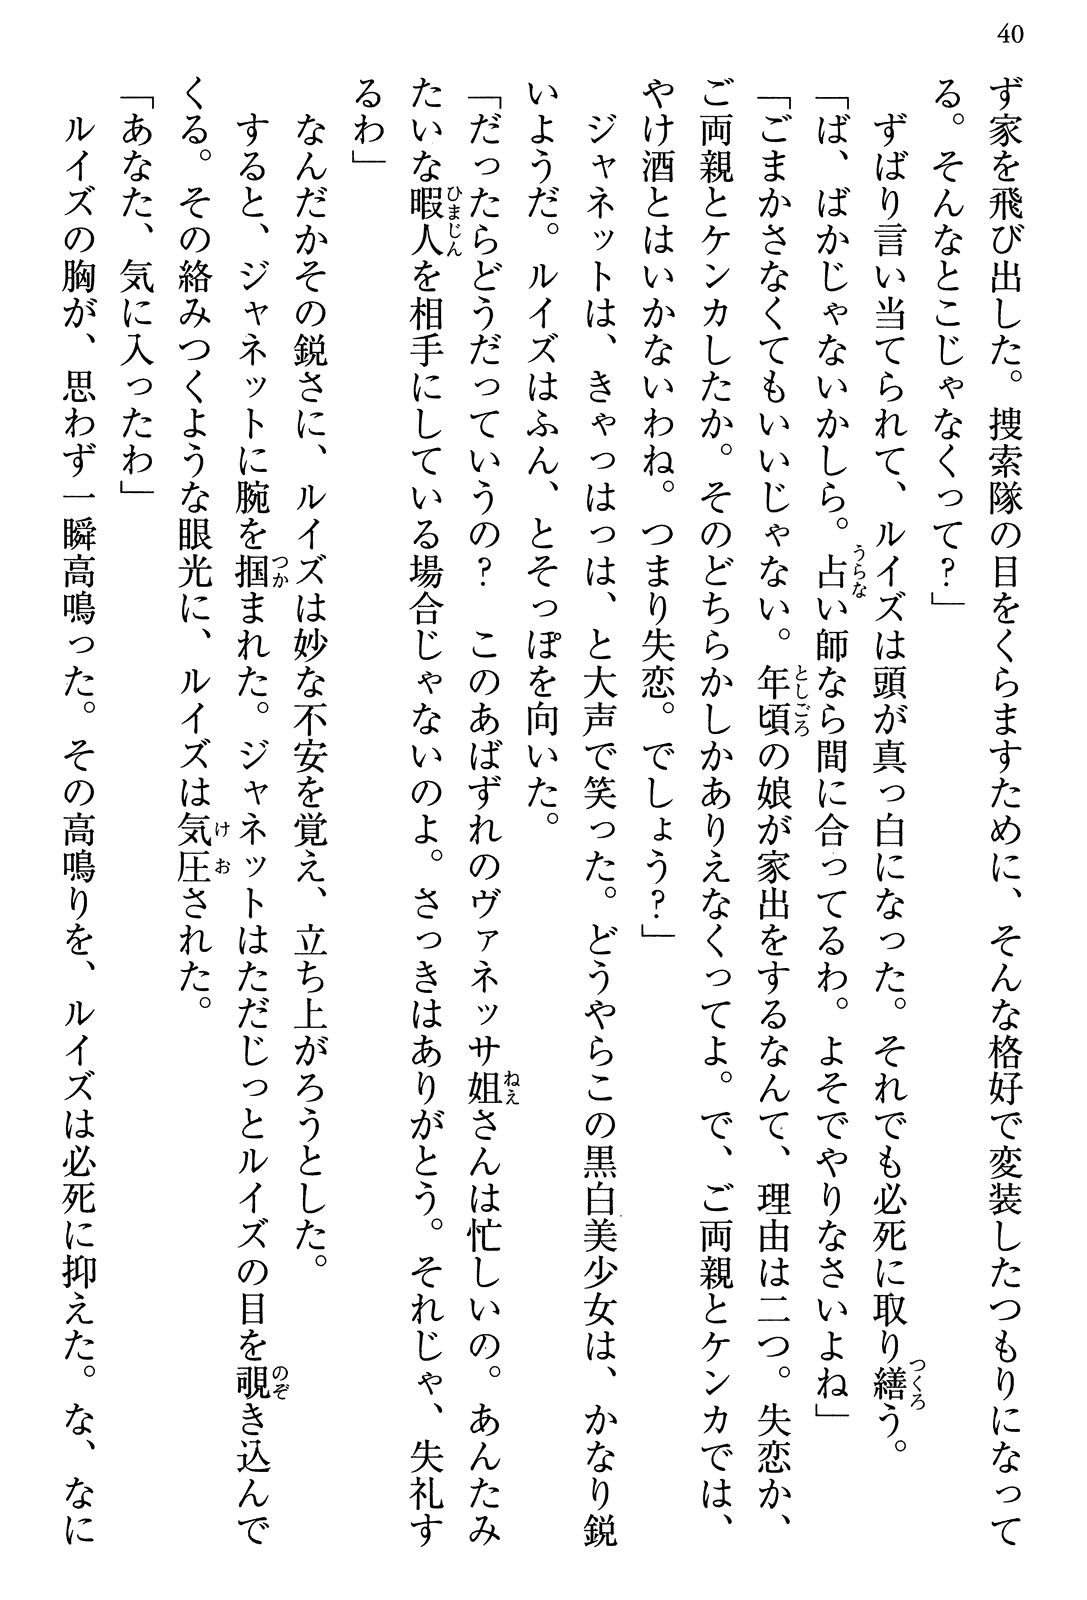 40
ず家を飛び出した。捜索隊の目をくらますために、そんな格好で変装したつもりになって
る。そんなとこじゃなくって？」
　ずばり言い当てられて、ルイズは頭が真っ白になった。それでも必死に取り繕う。
「ば、ばかじゃないかしら。占い師なら間に合ってるわ。よそでやりなさいよね」
「ごまかさなくてもいいじゃない。年頃の娘が家出をするなんて、理由は二つ。失恋か、
ご両親とケンカしたか。そのどちらかしかありえなくってよ。で、ご両親とケンカでは、
やけ酒とはいかないわね。つまり失恋。でしょう？」
　ジャネットは、きゃっはっは、と大声で笑った。どうやらこの黒白美少女は、かなり鋭
いようだ。ルイズはふん、とそっぽを向いた。
「だったらどうだっていうの？　このあばずれのヴァネッサ姐さんは忙しいの。あんたみ
たいな暇人を相手にしている場合じゃないのよ。さっきはありがとう。それじゃ、失礼す
るわ」
　なんだかその鋭さに、ルイズは妙な不安を覚え、立ち上がろうとした。
　すると、ジャネットに腕を掴まれた。ジャネットはただじっとルイズの目を覗き込んで
くる。その絡みつくような眼光に、ルイズは気圧された。
「あなた、気に入ったわ」
　ルイズの胸が、思わず一瞬高鳴った。その高鳴りを、ルイズは必死に抑えた。な、なに